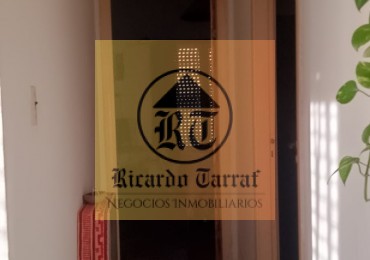 RT
Ricardo Tarraf
Negocios Inmobiliarios